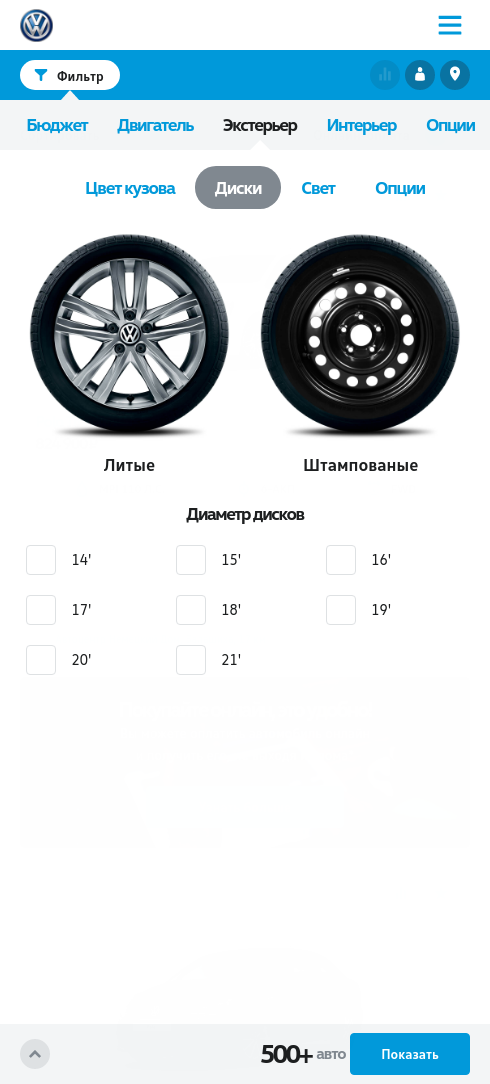 Фильтр
Бюджет Двигатель Экстерьер Интерьер Опции
Цвет кузова Диски Свет Опции
Литые Штампованые
Диаметр дисков
14' 15' 16'
17' 18' 19'
20' 21'
500+ авто Показать